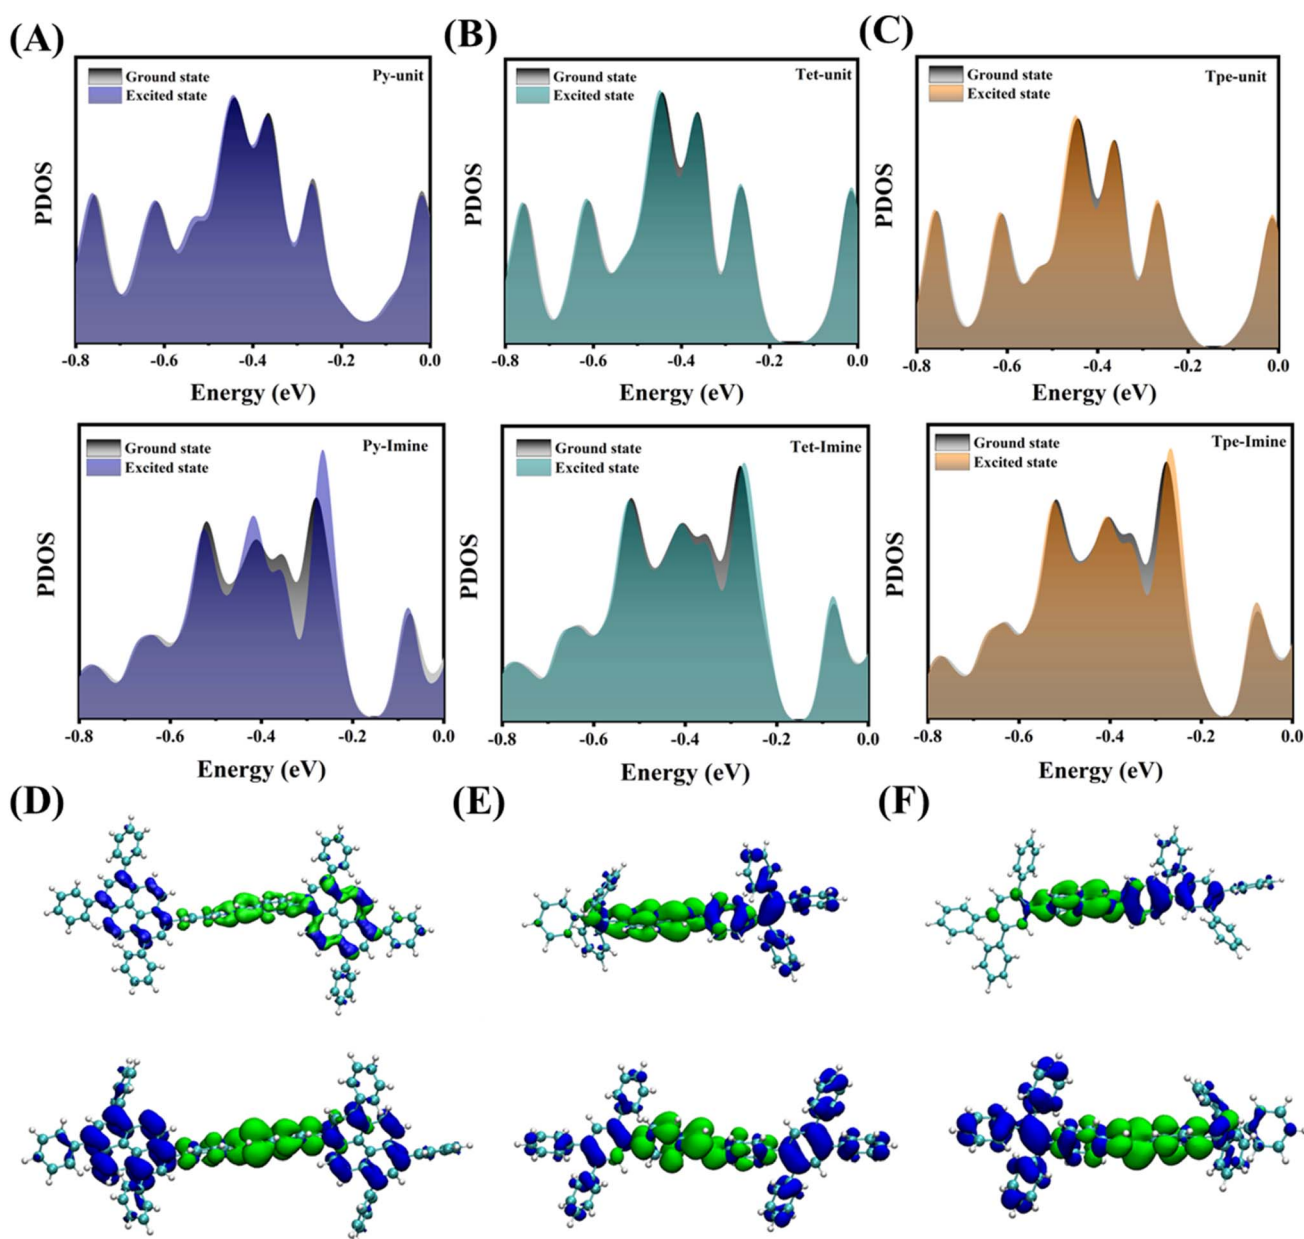 (A)
Ground state
Excited state
Py-unit
PDOS
-0.8 -0.6 -0.4 -0.2 0.0
Energy (eV)
(B)
Ground state
Excited state
Tet-unit
PDOS
-0.8 -0.6 -0.4 -0.2 0.0
Energy (eV)
(C)
Ground state
Excited state
Tpe-unit
PDOS
-0.8 -0.6 -0.4 -0.2 0.0
Energy (eV)
Ground state
Excited state
Py-Imine
PDOS
-0.8 -0.6 -0.4 -0.2 0.0
Energy (eV)
Ground state
Excited state
Tet-Imine
PDOS
-0.8 -0.6 -0.4 -0.2 0.0
Energy (eV)
Ground state
Excited state
Tpe-Imine
PDOS
-0.8 -0.6 -0.4 -0.2 0.0
Energy (eV)
(D)
(E)
(F)